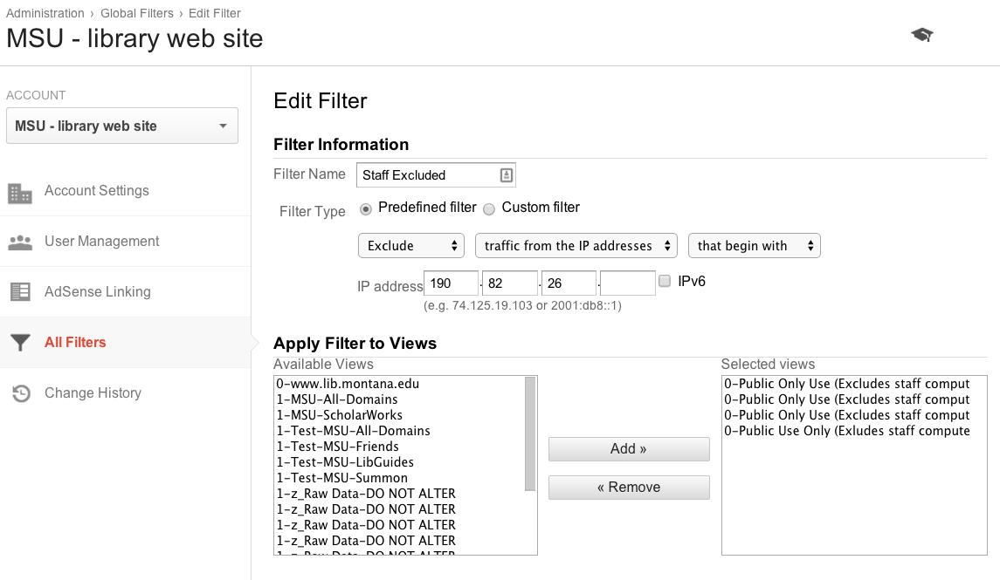 Administration › Global Filters › Edit Filter
MSU - library web site
ACCOUNT
MSU - library web site
Account Settings
User Management
AdSense Linking
All Filters
Change History
Edit Filter
Filter Information
Filter Name Staff Excluded
Filter Type Predefined filter Custom filter
Exclude traffic from the IP addresses that begin with
IP address 190 . 82 . 26 . IPv6
(e.g. 74.125.19.103 or 2001:db8::1)
Apply Filter to Views
Available Views
0-www.lib.montana.edu
1-MSU-All-Domains
1-MSU-ScholarWorks
1-Test-MSU-All-Domains
1-Test-MSU-Friends
1-Test-MSU-LibGuides
1-Test-MSU-Summon
1-z_Raw Data-DO NOT ALTER
1-z_Raw Data-DO NOT ALTER
1-z_Raw Data-DO NOT ALTER
1-z_Raw Data-DO NOT ALTER
1-z_Raw Data-DO NOT ALTER
Add »
« Remove
Selected views
0-Public Only Use (Excludes staff comput
0-Public Only Use (Excludes staff comput
0-Public Only Use (Excludes staff comput
0-Public Use Only (Exludes staff compute